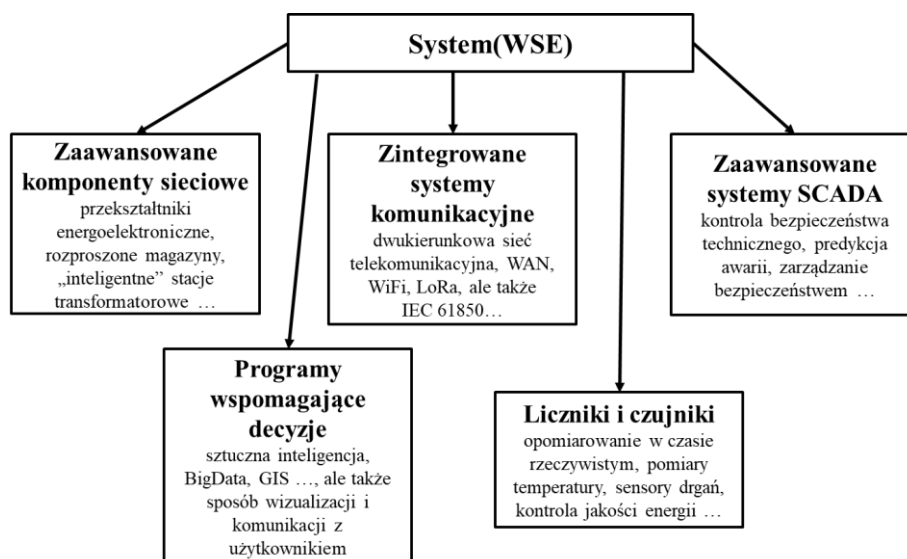 System(WSE)
Zaawansowane
komponenty sieciowe
przekształtniki
energoelektroniczne,
rozproszone magazyny,
„inteligentne” stacje
transformatorowe …
Zintegrowane
systemy
komunikacyjne
dwukierunkowa sieć
telekomunikacyjna, WAN,
WiFi, LoRa, ale także
IEC 61850…
Zaawansowane
systemy SCADA
kontrola bezpieczeństwa
technicznego, predykcja
awarii, zarządzanie
bezpieczeństwem …
Programy
wspomagające
decyzje
sztuczna inteligencja,
BigData, GIS …, ale także
sposób wizualizacji i
komunikacji z
użytkownikiem
Liczniki i czujniki
opomiarowanie w czasie
rzeczywistym, pomiary
temperatury, sensory drgań,
kontrola jakości energii …